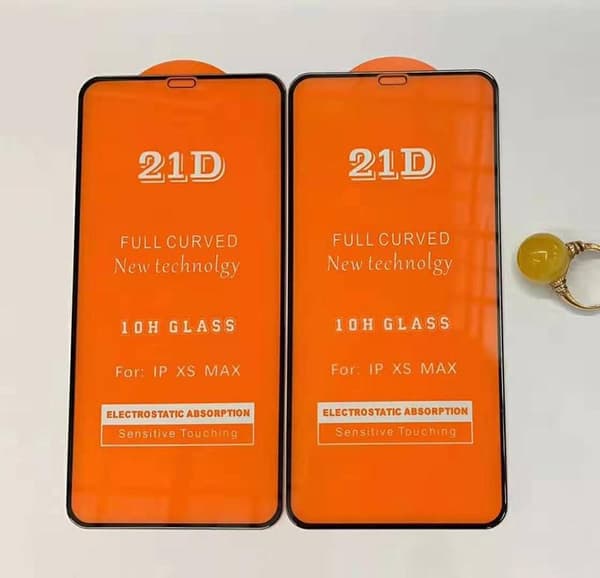 21D
FULL CURVED
New technolgy
10H GLASS
For: IP XS MAX
ELECTROSTATIC ABSORPTION
Sensitive Touching
21D
FULL CURVED
New technolgy
10H GLASS
For: IP XS MAX
ELECTROSTATIC ABSORPTION
Sensitive Touching